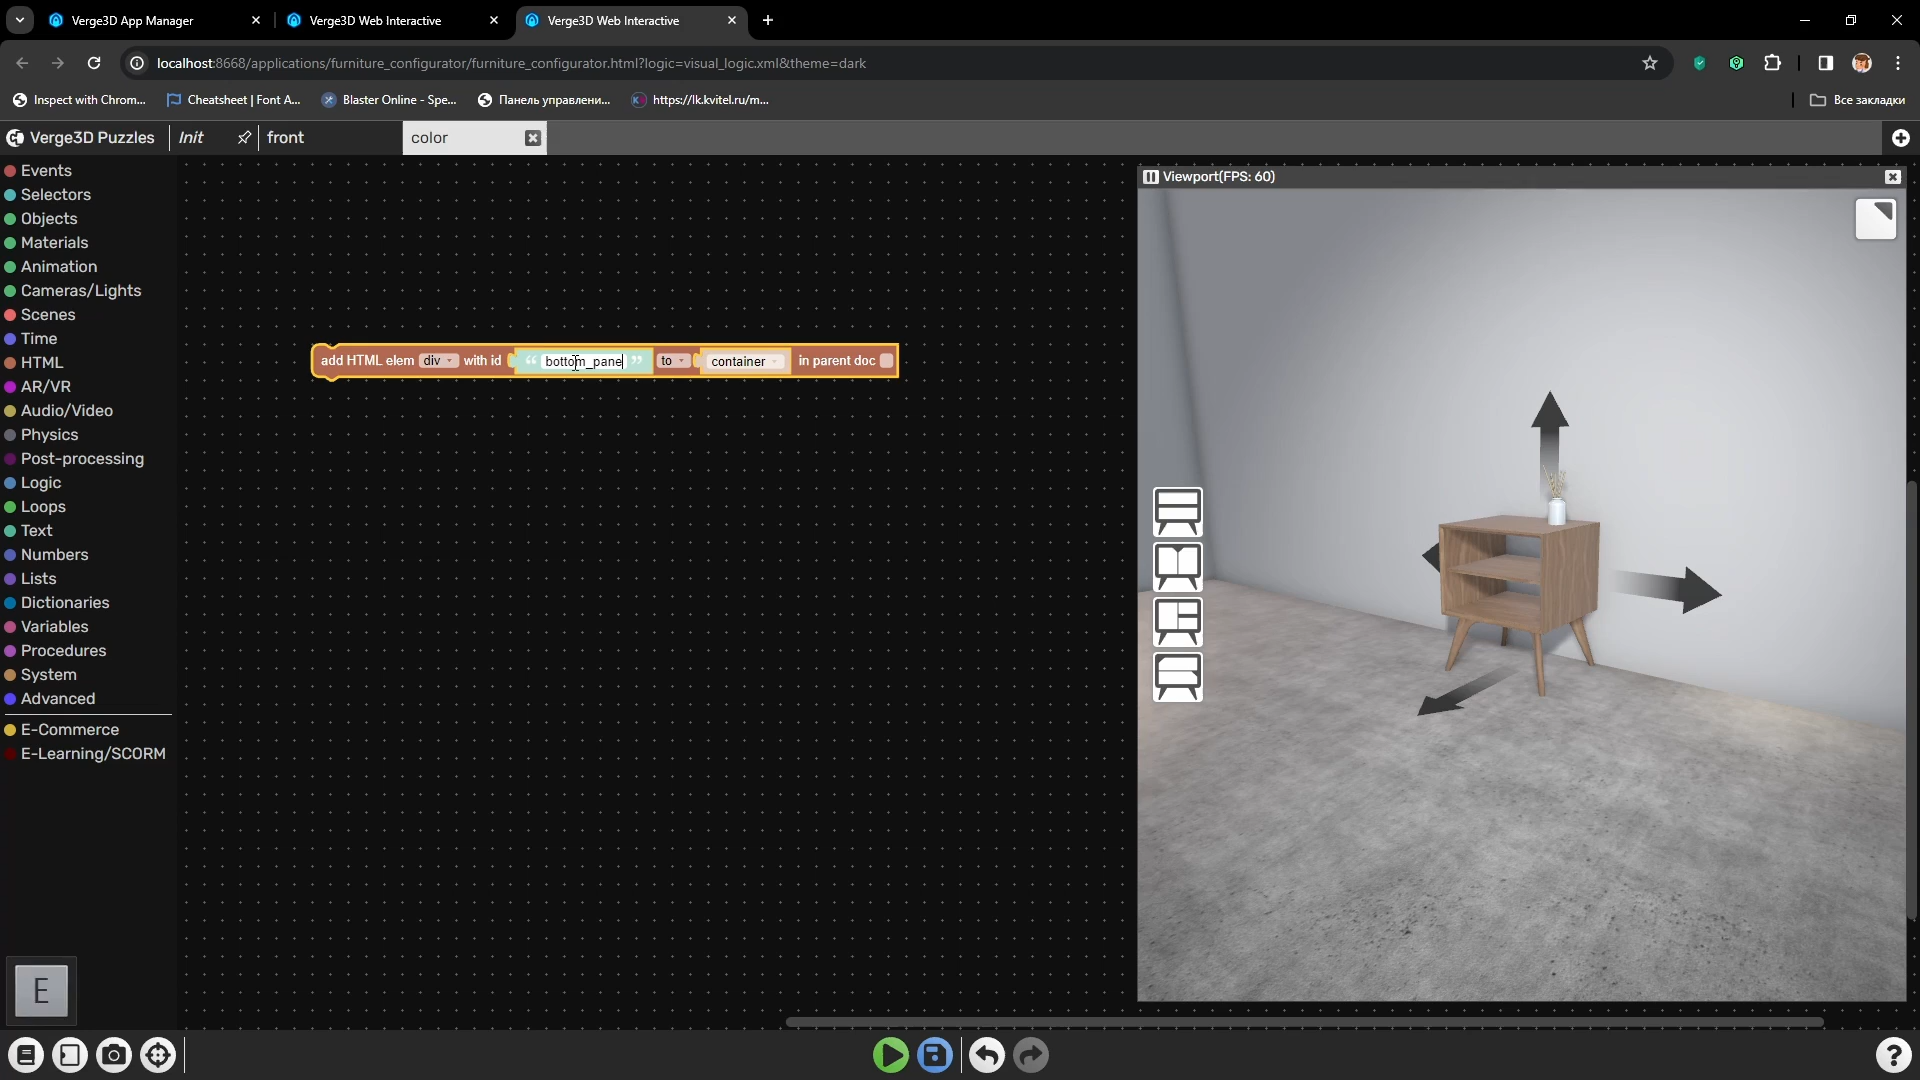 Verge3D App Manager
Verge3D Web Interactive
Verge3D Web Interactive
localhost:8668/applications/furniture_configurator/furniture_configurator.html?logic=visual_logic.xml&theme=dark
Inspect with Chrom...
Cheatsheet | Font A...
Blaster Online - Spe...
Панель управлени...
https://lk.kvitel.ru/m...
Все закладки
Verge3D Puzzles
Init
front
color
Events
Selectors
Objects
Materials
Animation
Cameras/Lights
Scenes
Time
HTML
AR/VR
Audio/Video
Physics
Post-processing
Logic
Loops
Text
Numbers
Lists
Dictionaries
Variables
Procedures
System
Advanced
E-Commerce
E-Learning/SCORM
add HTML elem div with id “ bottom_pane ” to container in parent doc
Viewport(FPS: 60)
E
?